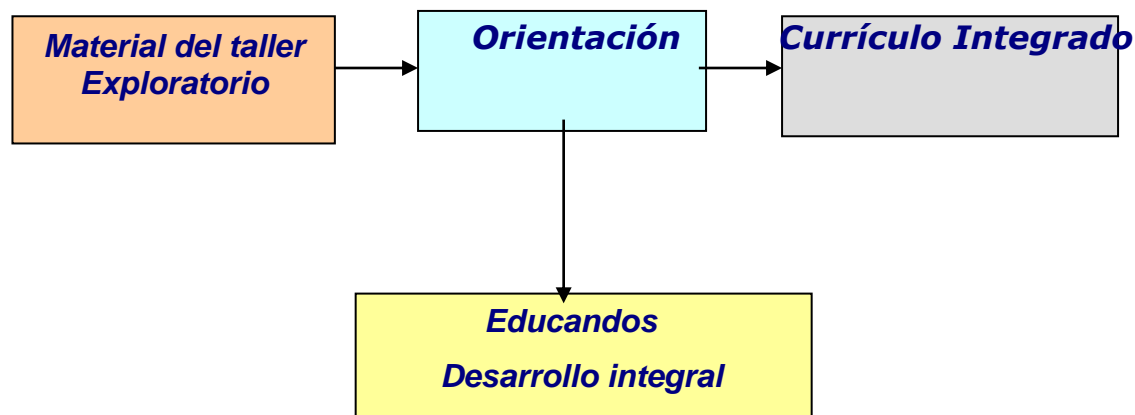 Material del taller
Exploratorio
Orientación
Currículo Integrado
Educandos
Desarrollo integral